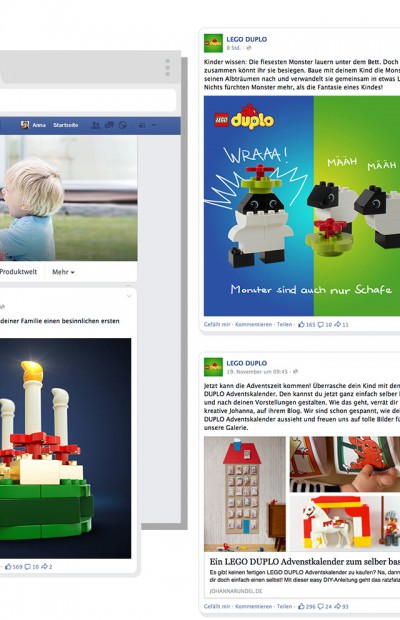 Anna Startseite
Produktwelt Mehr
deiner Familie einen besinnlichen ersten
569 10 2
LEGO DUPLO
8 Std.
Kinder wissen: Die fiesesten Monster lauern unter dem Bett. Doch
zusammen könnt ihr sie besiegen. Baue mit deinem Kind die Mons
seinen Albträumen nach und verwandelt sie gemeinsam in etwas L
Nichts fürchten Monster mehr, als die Fantasie eines Kindes!
LEGO duplo
WRAAA!
MÄÄH
MÄÄH
Monster sind auch nur Schafe
Gefällt mir · Kommentieren · Teilen · 165 10 11
LEGO DUPLO
19. November um 09:45
Jetzt kann die Adventszeit kommen! Überrasche dein Kind mit den
DUPLO Adventskalender. Den kannst du jetzt ganz einfach selber b
und nach deinen Vorstellungen gestalten. Wie das geht, verrät dir
kreative Johanna, auf ihrem Blog. Wir sind schon gespannt, wie dei
DUPLO Adventskalender aussieht und freuen uns auf tolle Bilder fü
unsere Galerie.
Ein LEGO DUPLO Advenstkalender zum selber bas
Es gibt keinen fertigen LEGO DUPLO Adventskalender zu kaufen? Na, dann
dir doch einfach einen selbst! Mit dieser easy DIY-Anleitung geht das ratzfatz
JOHANNARUNDEL.DE
Gefällt mir · Kommentieren · Teilen · 296 24 93